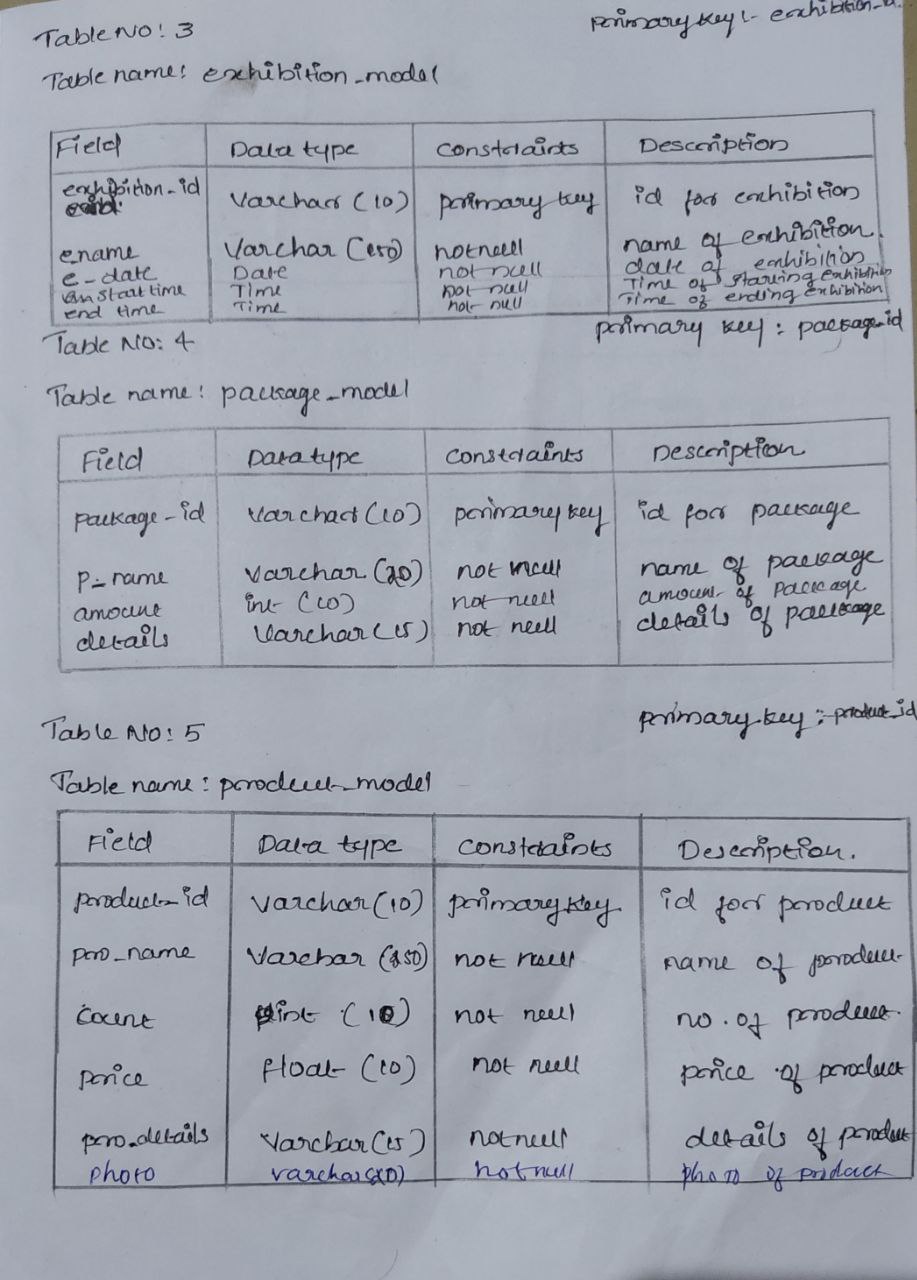 primary key :- exhibition_id
Table No: 3
Table name: exhibition_model
Field Data type Constraints Description
exhibition_id Varchar (10) primary key id for exhibition
ename Varchar (50) not null name of exhibition
e_date Date not null date of exhibition
start time Time not null Time of starting exhibition
end time Time not null Time of ending exhibition
primary key : package_id
Table No: 4
Table name: package_model
Field Data type Constraints Description
package_id Varchar (10) primary key id for package
p_name Varchar (20) not null name of package
amount int (10) not null amount of package
details Varchar (15) not null details of package
primary key : product_id
Table No: 5
Table name: product_model
Field Data type Constraints Description.
product_id Varchar (10) primary key id for product
pro_name Varchar not null name of product
count int (10) not null no. of product.
price float (10) not null price of product
pro_details Varchar (15) not null details of product
photo varchar not null photo of product